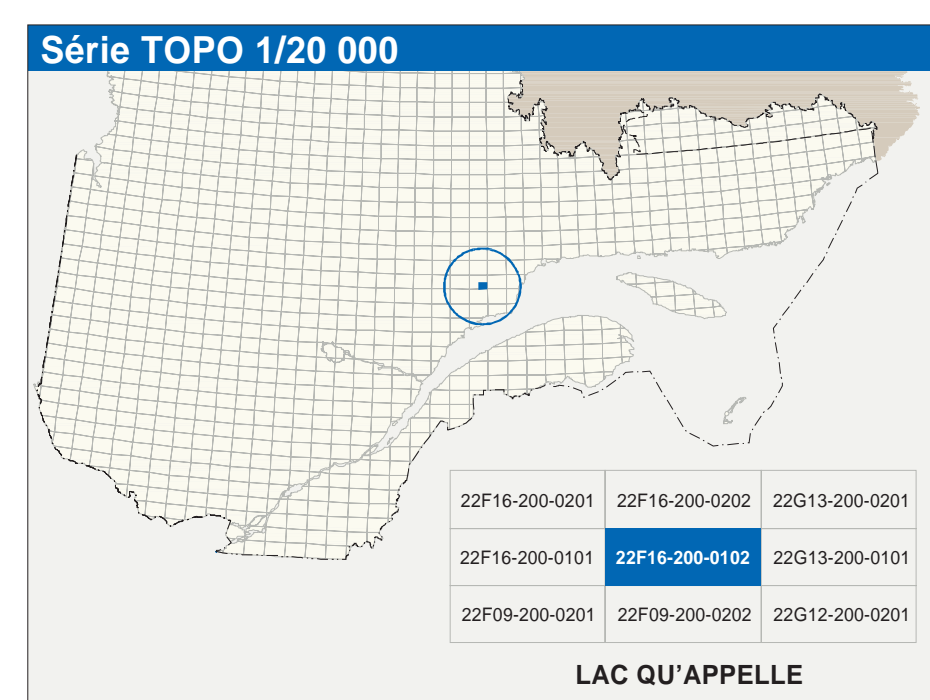 Série TOPO 1/20 000
22F16-200-0201 22F16-200-0202 22G13-200-0201
22F16-200-0101 22F16-200-0102 22G13-200-0101
22F09-200-0201 22F09-200-0202 22G12-200-0201
LAC QU’APPELLE